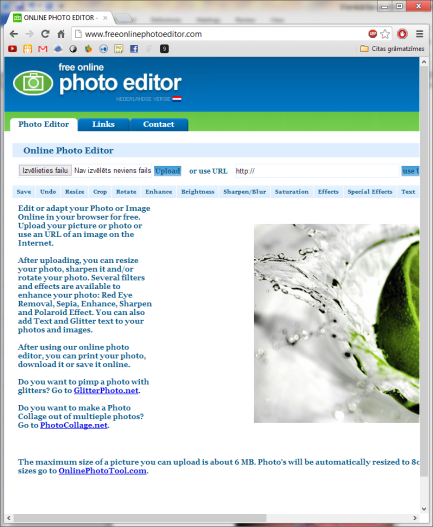 ONLINE PHOTO EDITOR -
www.freeonlinephotoeditor.com
Citas grāmatzīmes
free online
photo editor
NEDERLANDSE VERSIE
Photo Editor Links Contact
Online Photo Editor
Izvēlieties failu Nav izvēlēts neviens fails Upload or use URL http:// use U
Save Undo Resize Crop Rotate Enhance Brightness Sharpen/Blur Saturation Effects Special Effects Text
Edit or adapt your Photo or Image
Online in your browser for free.
Upload your picture or photo or
use an URL of an image on the
Internet.
After uploading, you can resize
your photo, sharpen it and/or
rotate your photo. Several filters
and effects are available to
enhance your photo: Red Eye
Removal, Sepia, Enhance, Sharpen
and Polaroid Effect. You can also
add Text and Glitter text to your
photos and images.
After using our online photo
editor, you can print your photo,
download it or save it online.
Do you want to pimp a photo with
glitters? Go to GlitterPhoto.net.
Do you want to make a Photo
Collage out of multieple photos?
Go to PhotoCollage.net.
The maximum size of a picture you can upload is about 6 MB. Photo's will be automatically resized to 80
sizes go to OnlinePhotoTool.com.